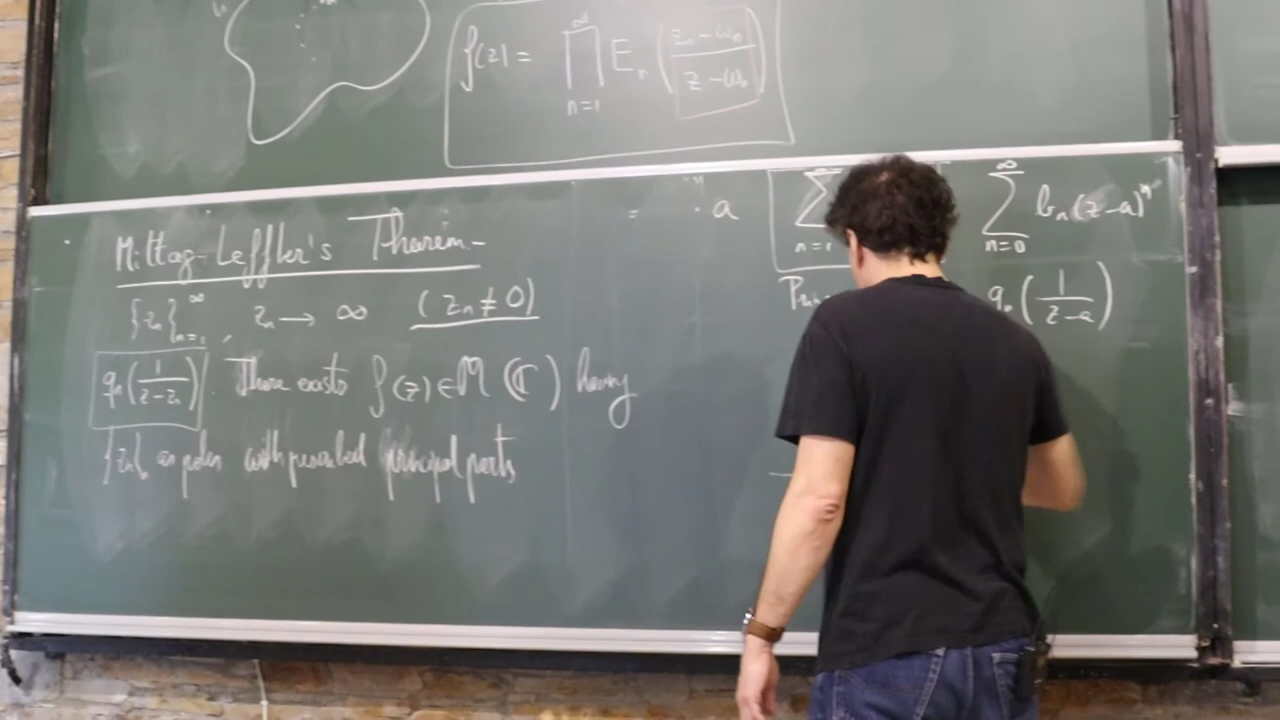 f(z) = ∏_{n=1}^{∞} E_n ( (z_n - ω_n) / (z - ω_n) )
Mittag-Leffler's Theorem-
{z_n}_{n=1}^{∞}, z_n → ∞ (z_n ≠ 0)
q_n(1/(z-z_n)). There exists f(z) ∈ M(ℂ) having
{z_n}_n as poles with prescribed principal parts
= a ∑_{n=1} ∑_{n=0}^{∞} b_n(z-a)^n
q_n(1/(z-a))